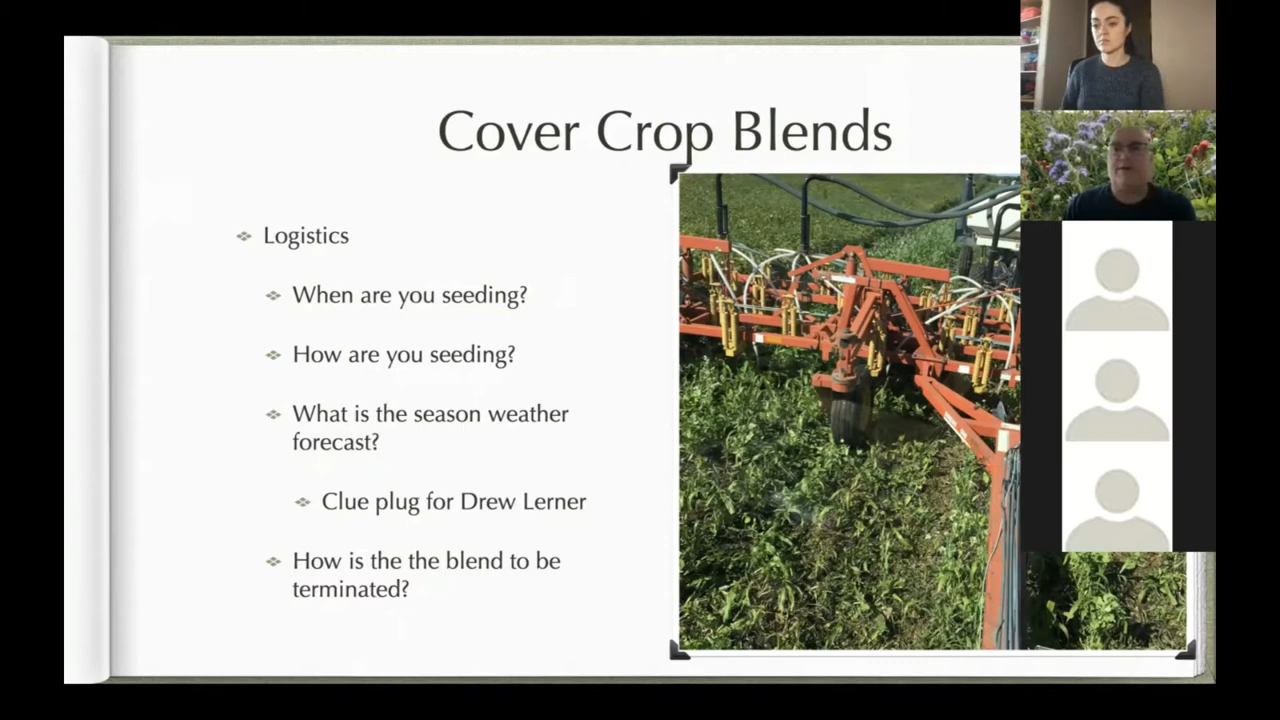 Cover Crop Blends
Logistics
When are you seeding?
How are you seeding?
What is the season weather
forecast?
Clue plug for Drew Lerner
How is the the blend to be
terminated?